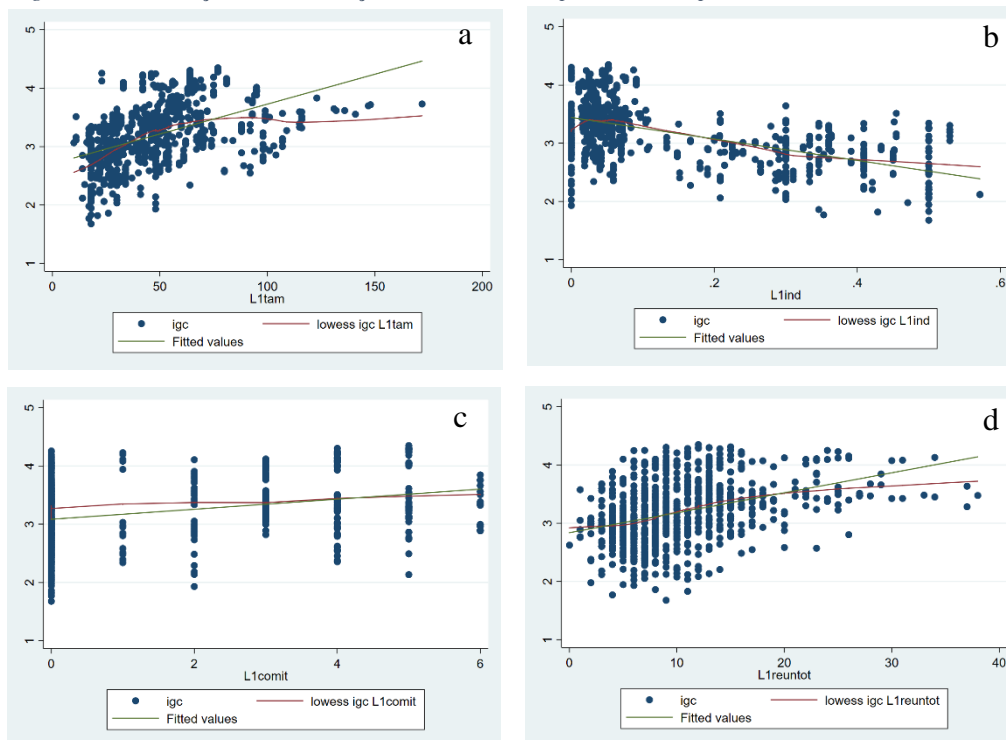 a
5
4
3
2
1
0 50 100 150 200
L1tam
igc lowess igc L1tam
Fitted values
b
5
4
3
2
1
0 .2 .4 .6
L1ind
igc lowess igc L1ind
Fitted values
c
5
4
3
2
1
0 2 4 6
L1comit
igc lowess igc L1comit
Fitted values
d
5
4
3
2
1
0 10 20 30 40
L1reuntot
igc lowess igc L1reuntot
Fitted values